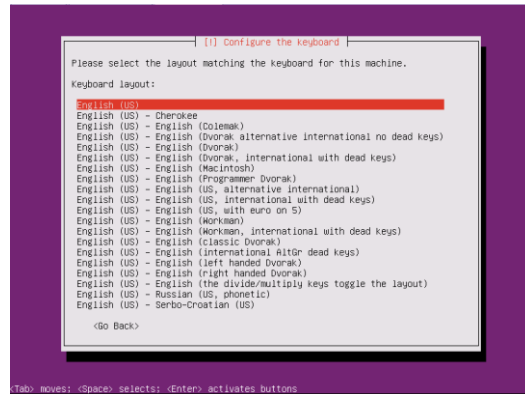 [!] Configure the keyboard
Please select the layout matching the keyboard for this machine.
Keyboard layout:
English (US)
English (US) - Cherokee
English (US) - English (Colemak)
English (US) - English (Dvorak alternative international no dead keys)
English (US) - English (Dvorak)
English (US) - English (Dvorak, international with dead keys)
English (US) - English (Macintosh)
English (US) - English (Programmer Dvorak)
English (US) - English (US, alternative international)
English (US) - English (US, international with dead keys)
English (US) - English (US, with euro on 5)
English (US) - English (Workman)
English (US) - English (Workman, international with dead keys)
English (US) - English (classic Dvorak)
English (US) - English (international AltGr dead keys)
English (US) - English (left handed Dvorak)
English (US) - English (right handed Dvorak)
English (US) - English (the divide/multiply keys toggle the layout)
English (US) - Russian (US, phonetic)
English (US) - Serbo-Croatian (US)
<Go Back>
<Tab> moves; <Space> selects; <Enter> activates buttons